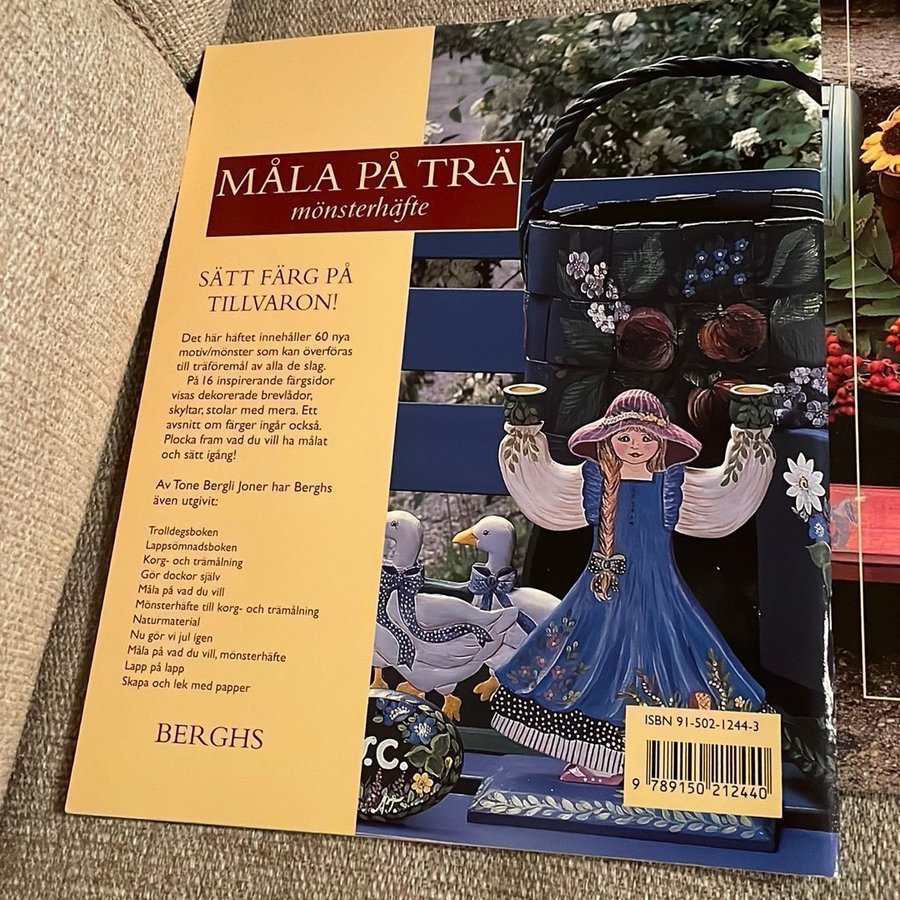 MÅLA PÅ TRÄ
mönsterhäfte
SÄTT FÄRG PÅ
TILLVARON!
Det här häftet innehåller 60 nya
motiv/mönster som kan överföras
till träföremål av alla de slag.
På 16 inspirerande färgsidor
visas dekorerade brevlådor,
skyltar, stolar med mera. Ett
avsnitt om färger ingår också.
Plocka fram vad du vill ha målat
och sätt igång!
Av Tone Bergli Joner har Berghs
även utgivit:
Trolldegsboken
Lappsömnadsboken
Korg- och trämålning
Gör dockor själv
Måla på vad du vill
Mönsterhäfte till korg- och trämålning
Naturmaterial
Nu gör vi jul igen
Måla på vad du vill, mönsterhäfte
Lapp på lapp
Skapa och lek med papper
BERGHS
r.c.
ISBN 91-502-1244-3
9 789150 212440